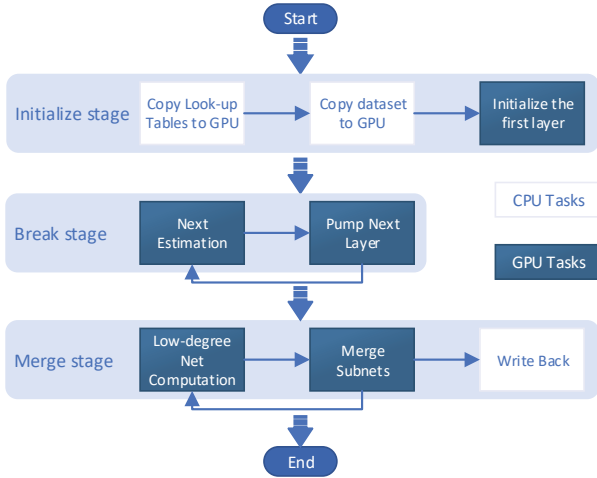 Start
Initialize stage
Copy Look-up
Tables to GPU
Copy dataset
to GPU
Initialize the
first layer
Break stage
Next
Estimation
Pump Next
Layer
CPU Tasks
GPU Tasks
Merge stage
Low-degree
Net
Computation
Merge
Subnets
Write Back
End